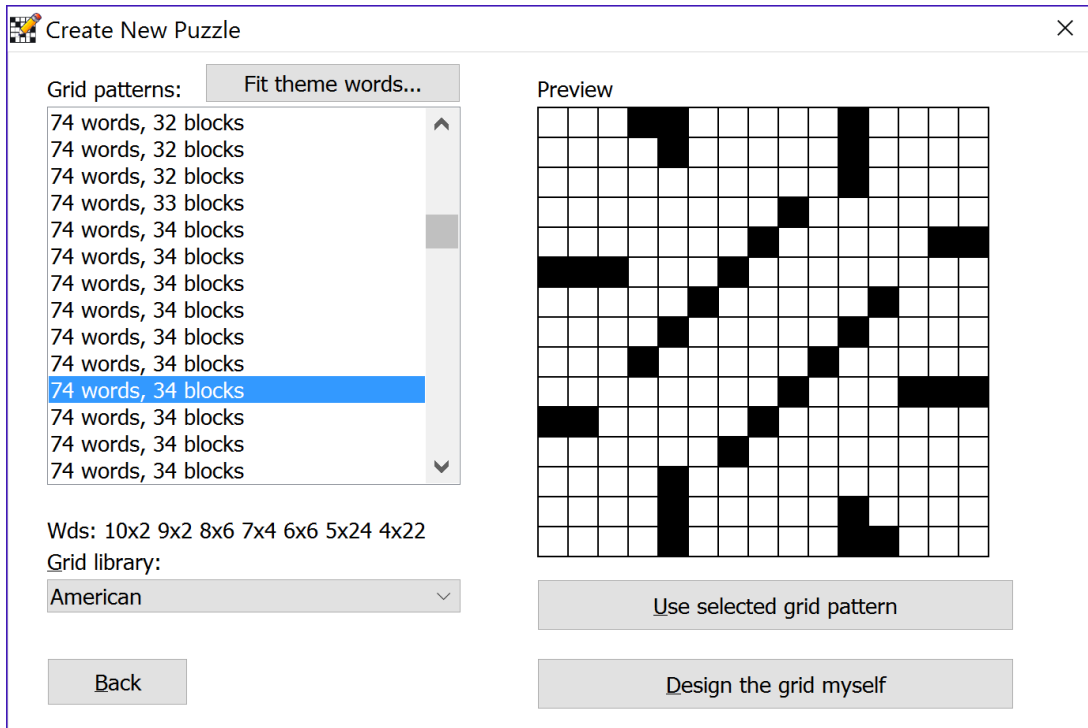 Create New Puzzle
Grid patterns:
Fit theme words...
74 words, 32 blocks
74 words, 32 blocks
74 words, 32 blocks
74 words, 33 blocks
74 words, 34 blocks
74 words, 34 blocks
74 words, 34 blocks
74 words, 34 blocks
74 words, 34 blocks
74 words, 34 blocks
74 words, 34 blocks
74 words, 34 blocks
74 words, 34 blocks
74 words, 34 blocks
Wds: 10x2 9x2 8x6 7x4 6x6 5x24 4x22
Grid library:
American
Back
Preview
Use selected grid pattern
Design the grid myself